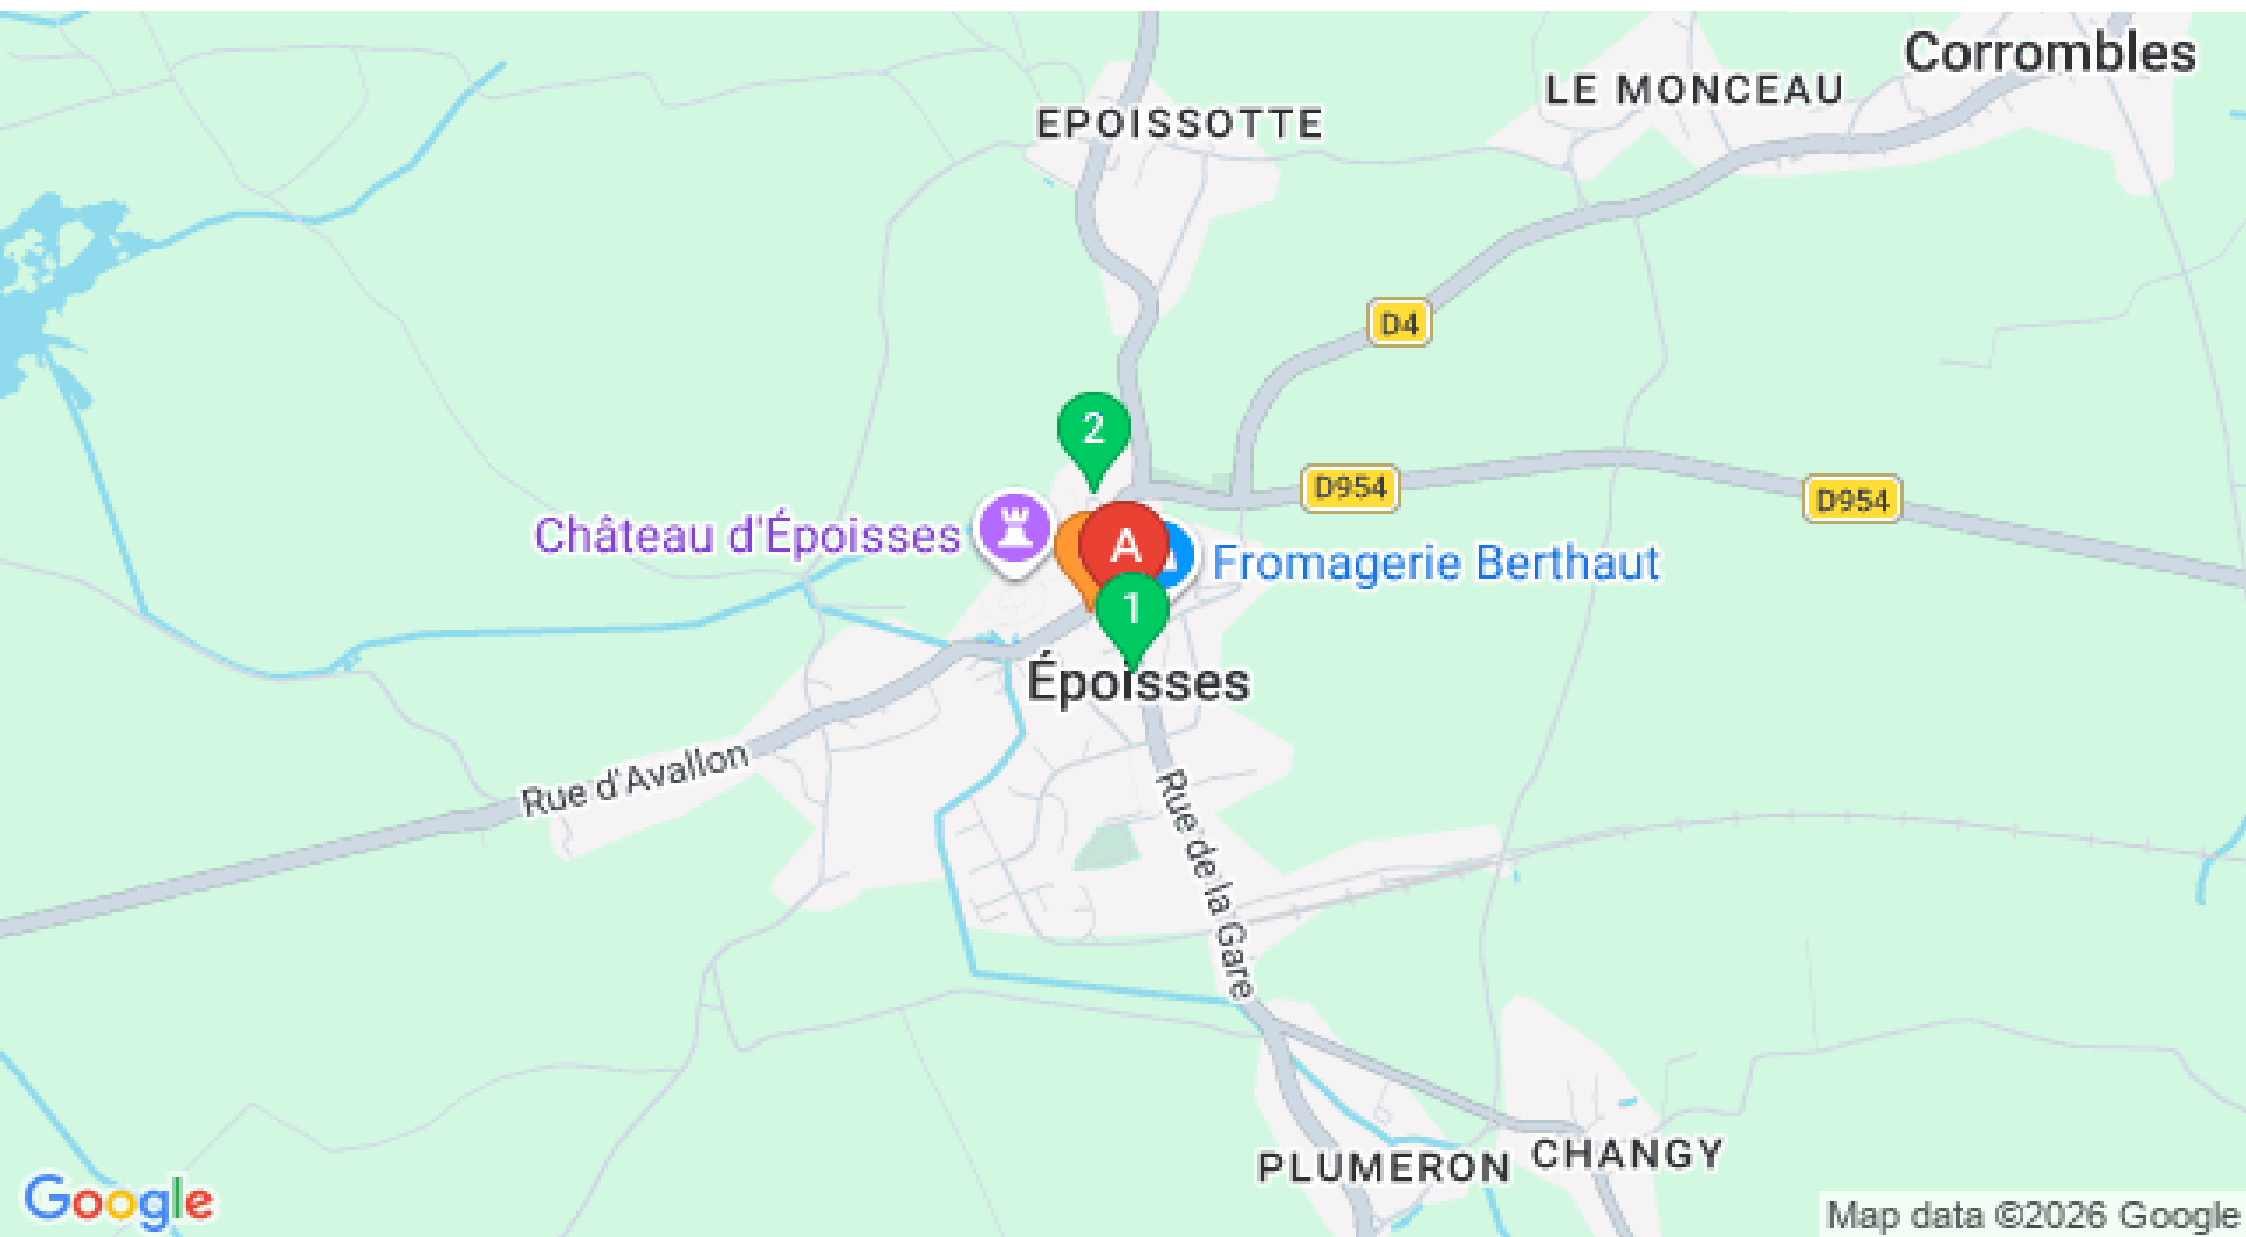 Corrombles
LE MONCEAU
EPOISSOTTE
D4
2
D954
D954
Château d'Époisses
A
Fromagerie Berthaut
1
Époisses
Rue d'Avallon
Rue de la Gare
PLUMERON
CHANGY
Google
Map data ©2026 Google